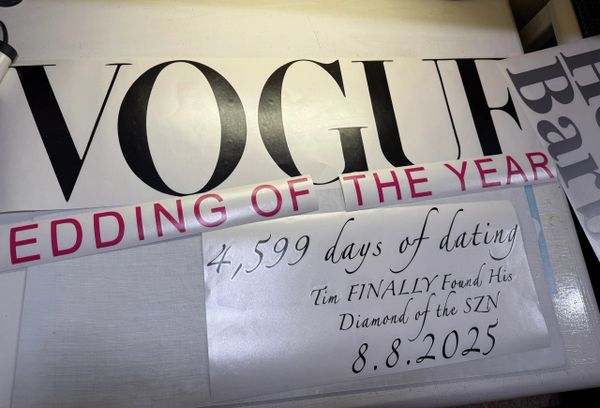 VOGUE
EDDING OF THE YEAR
4,599 days of dating
Tim FINALLY Found His
Diamond of the SZN
8.8.2025